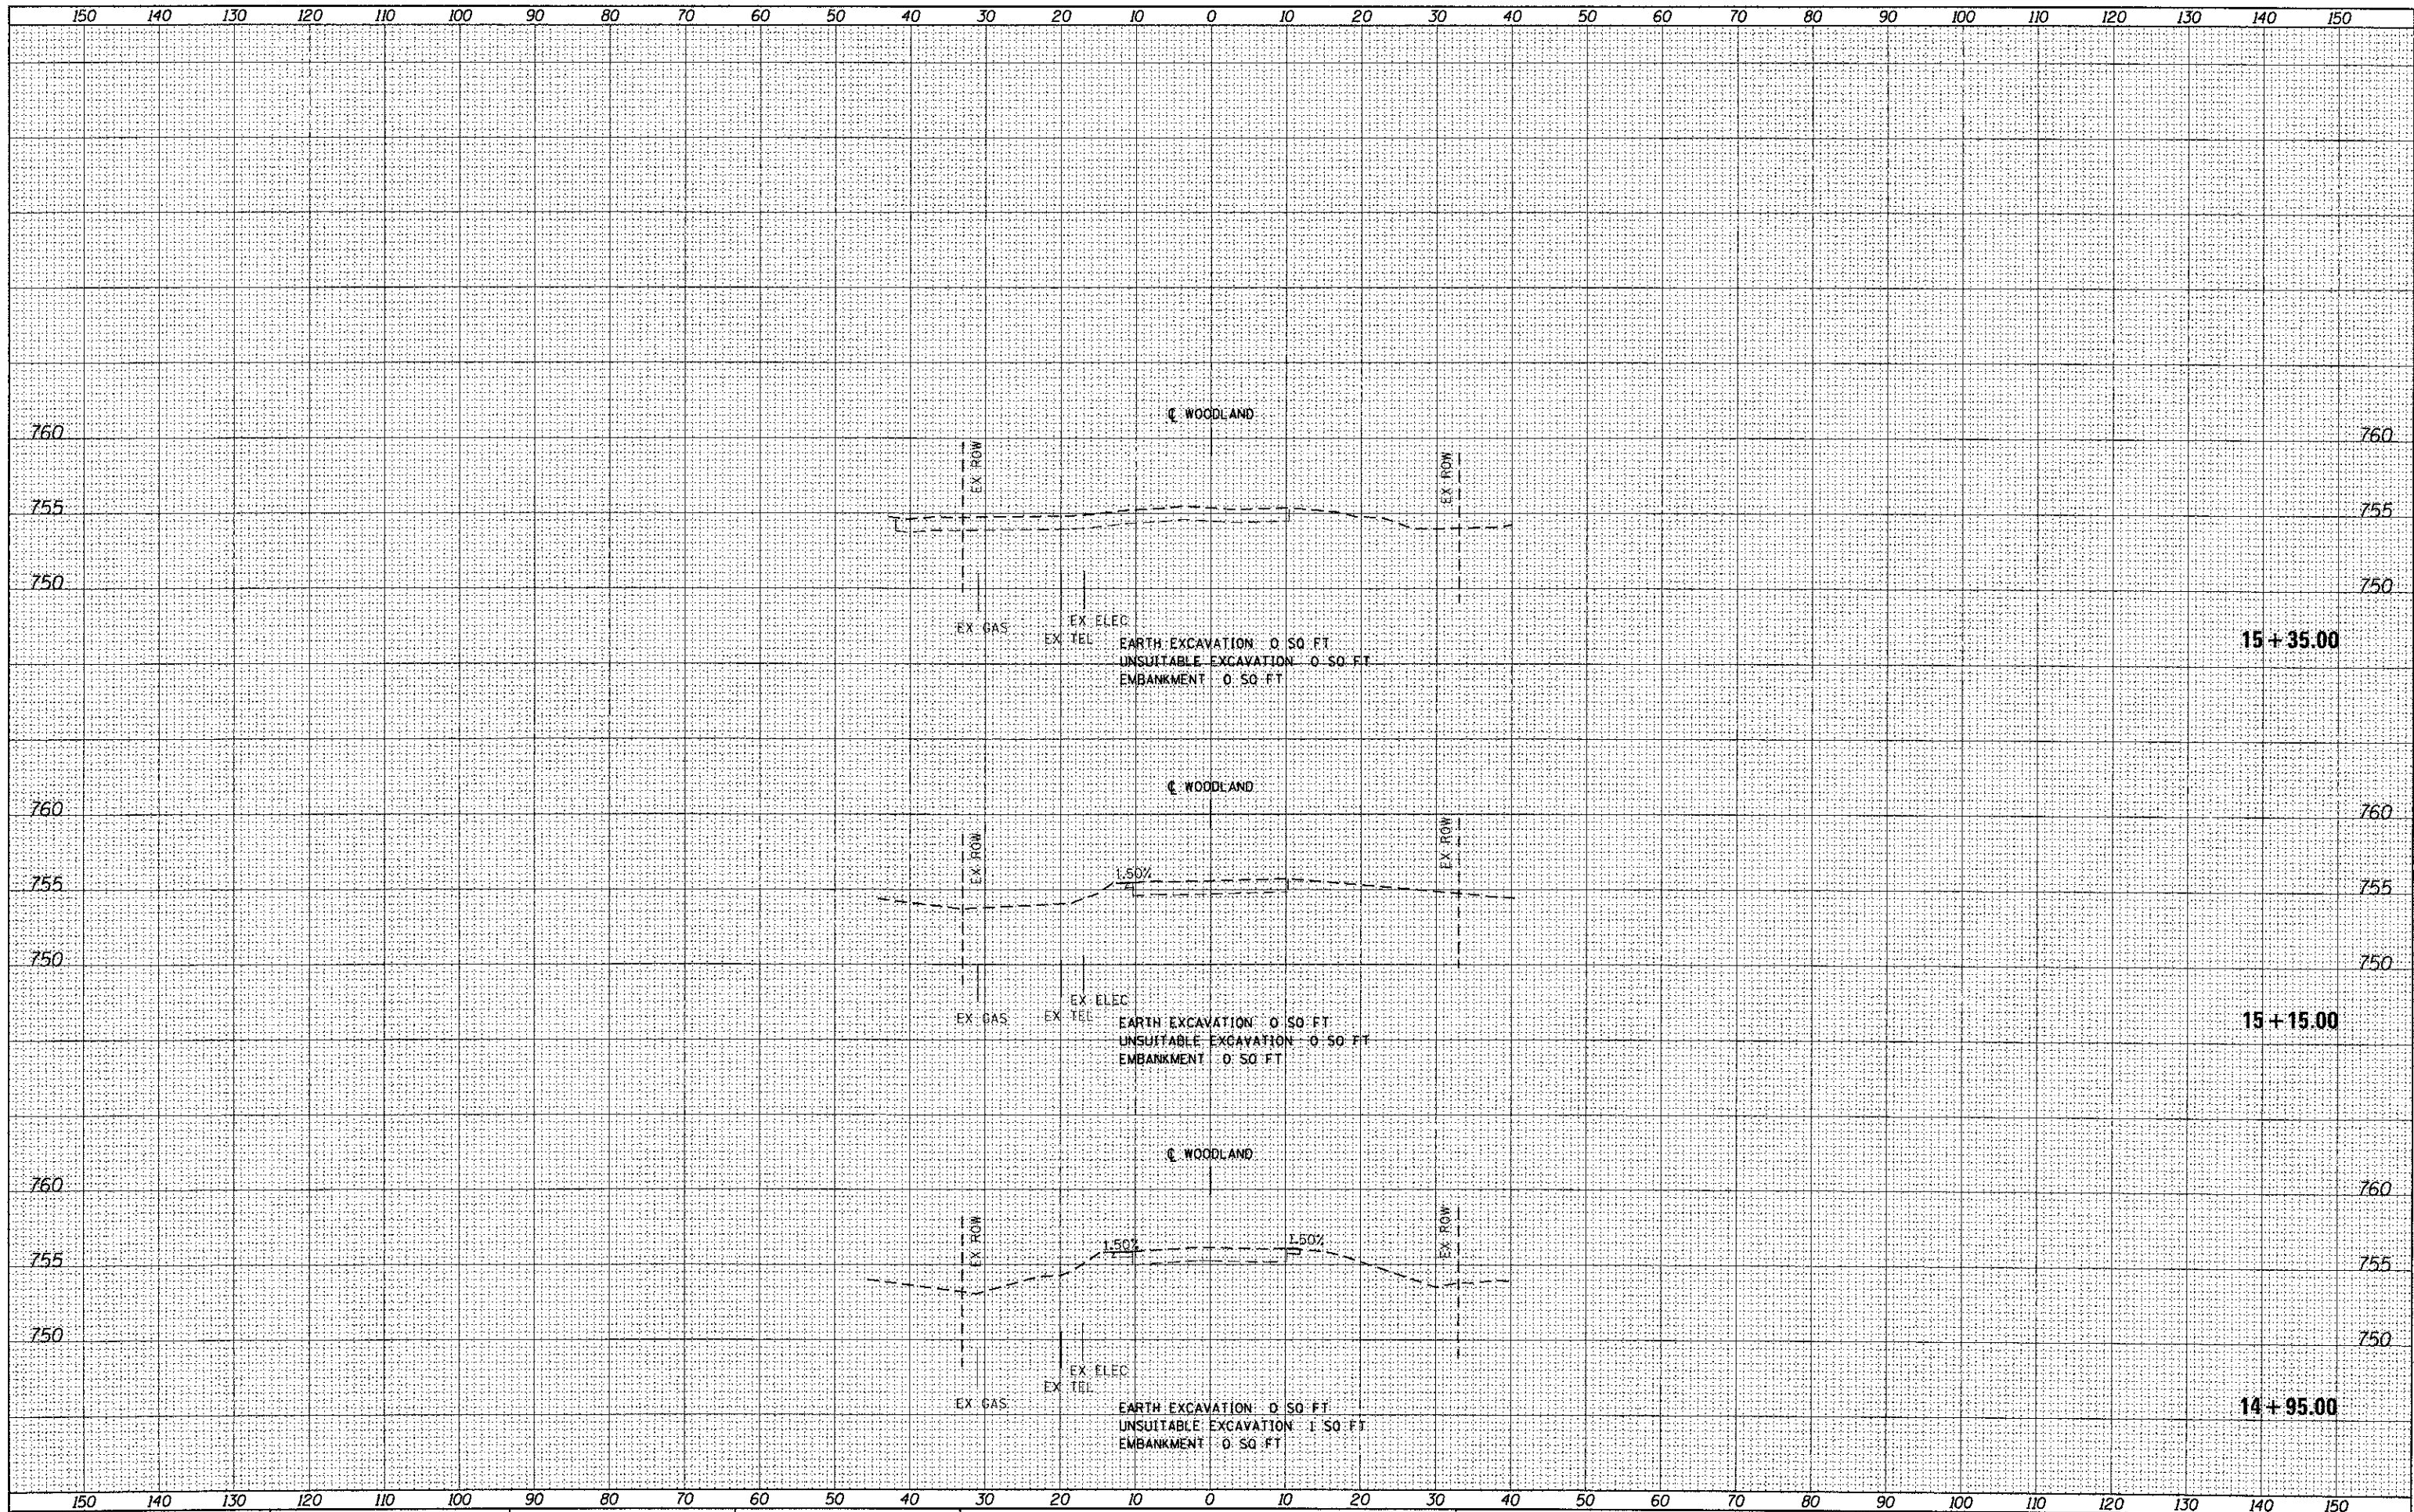 150 140 130 120 110 100 90 80 70 60 50 40 30 20 10 0 10 20 30 40 50 60 70 80 90 100 110 120 130 140 150
℄ WOODLAND
760 760
EX ROW EX ROW
755 755
750 750
EX GAS EX TEL EX ELEC
EARTH EXCAVATION 0 SQ FT
UNSUITABLE EXCAVATION 0 SQ FT
EMBANKMENT 0 SQ FT
15 + 35.00
℄ WOODLAND
760 760
EX ROW EX ROW
1.50%
755 755
750 750
EX GAS EX TEL EX ELEC
EARTH EXCAVATION 0 SQ FT
UNSUITABLE EXCAVATION 0 SQ FT
EMBANKMENT 0 SQ FT
15 + 15.00
℄ WOODLAND
760 760
EX ROW EX ROW
1.50% 1.50%
755 755
750 750
EX GAS EX TEL EX ELEC
EARTH EXCAVATION 0 SQ FT
UNSUITABLE EXCAVATION 1 SQ FT
EMBANKMENT 0 SQ FT
14 + 95.00
150 140 130 120 110 100 90 80 70 60 50 40 30 20 10 0 10 20 30 40 50 60 70 80 90 100 110 120 130 140 150